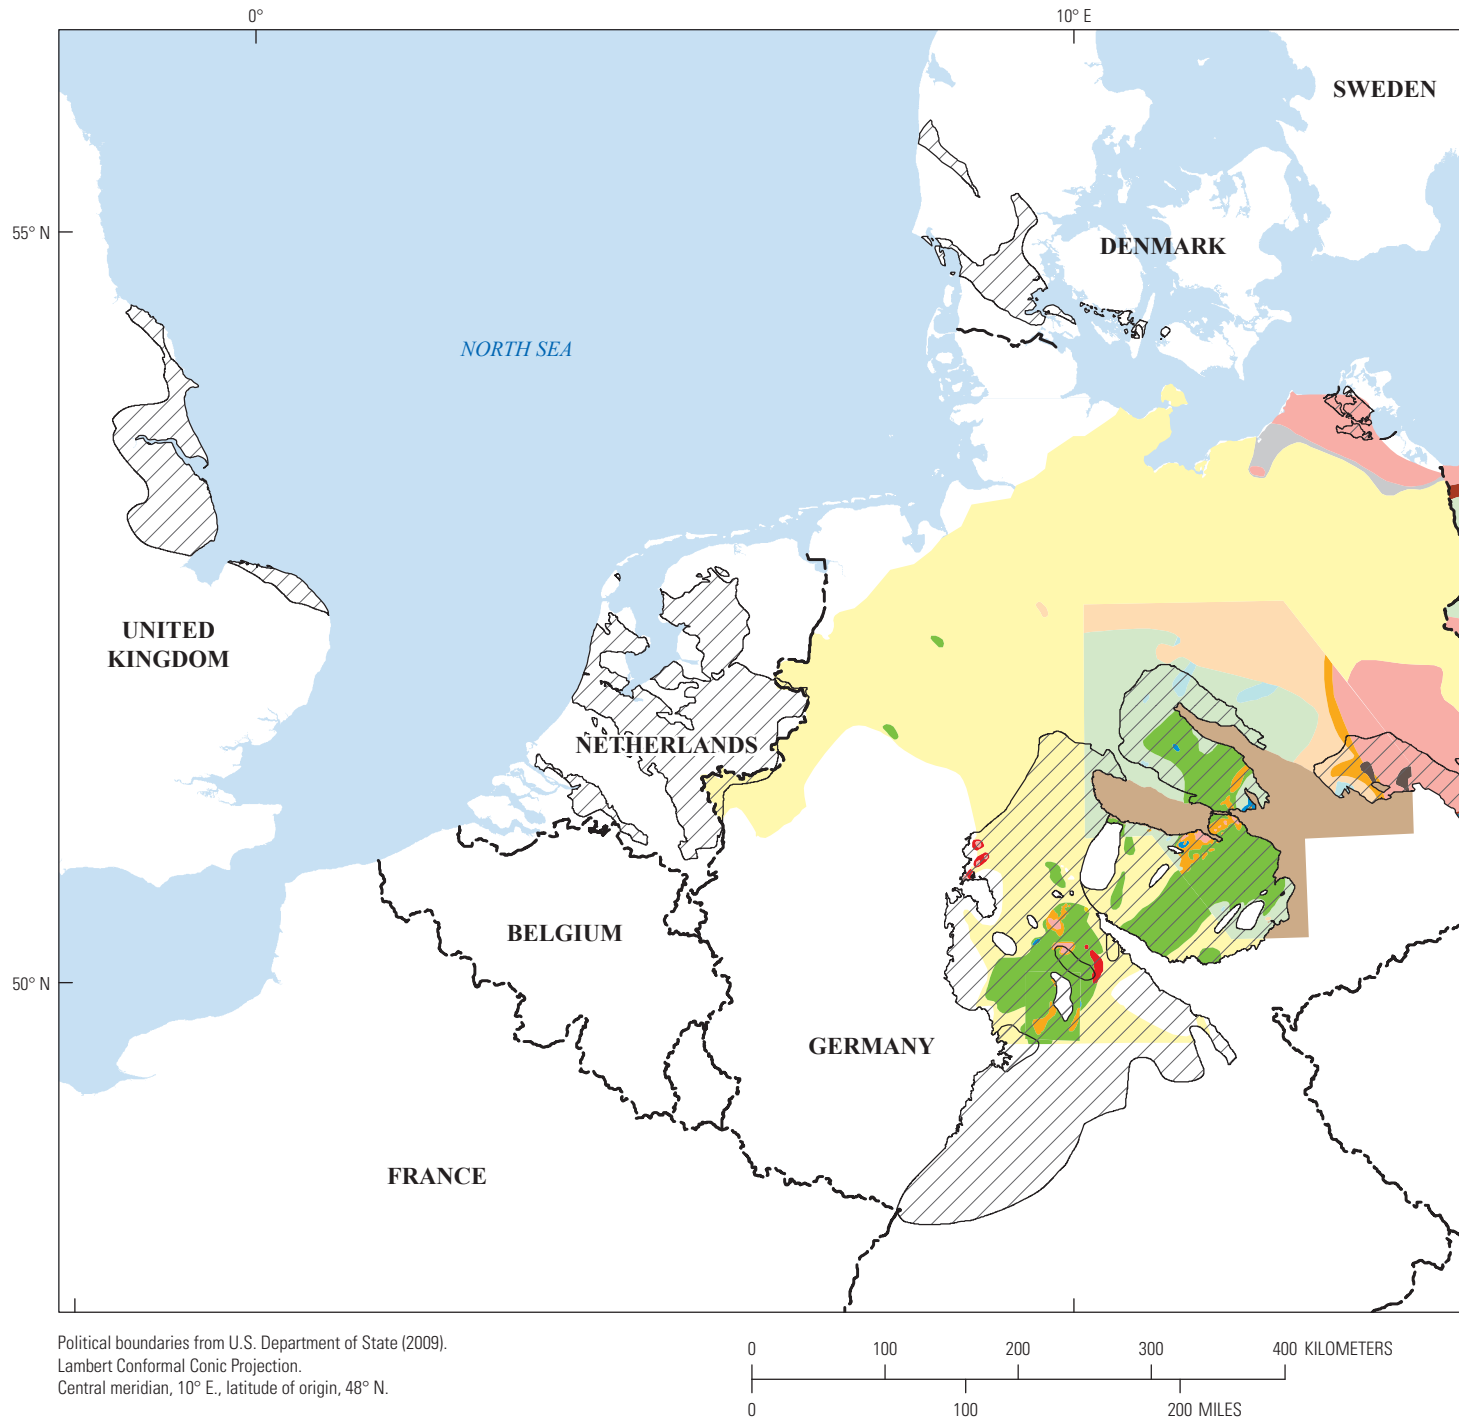 0°
10° E
SWEDEN
55° N
DENMARK
NORTH SEA
UNITED
KINGDOM
NETHERLANDS
BELGIUM
50° N
GERMANY
FRANCE
Political boundaries from U.S. Department of State (2009).
Lambert Conformal Conic Projection.
Central meridian, 10° E., latitude of origin, 48° N.
0 100 200 300 400 KILOMETERS
0 100 200 MILES